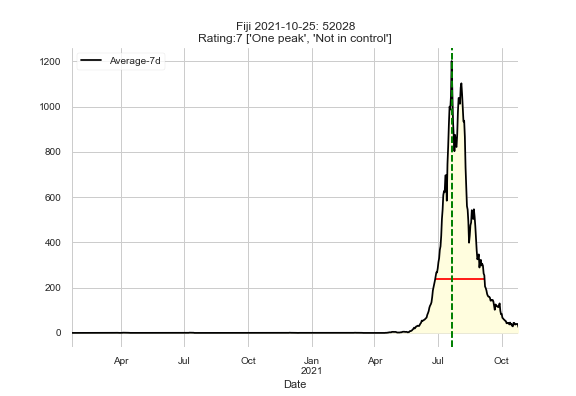 Fiji 2021-10-25: 52028
Rating:7 ['One peak', 'Not in control']
Average-7d
1200
1000
800
600
400
200
0
Apr Jul Oct Jan Apr Jul Oct
2021
Date